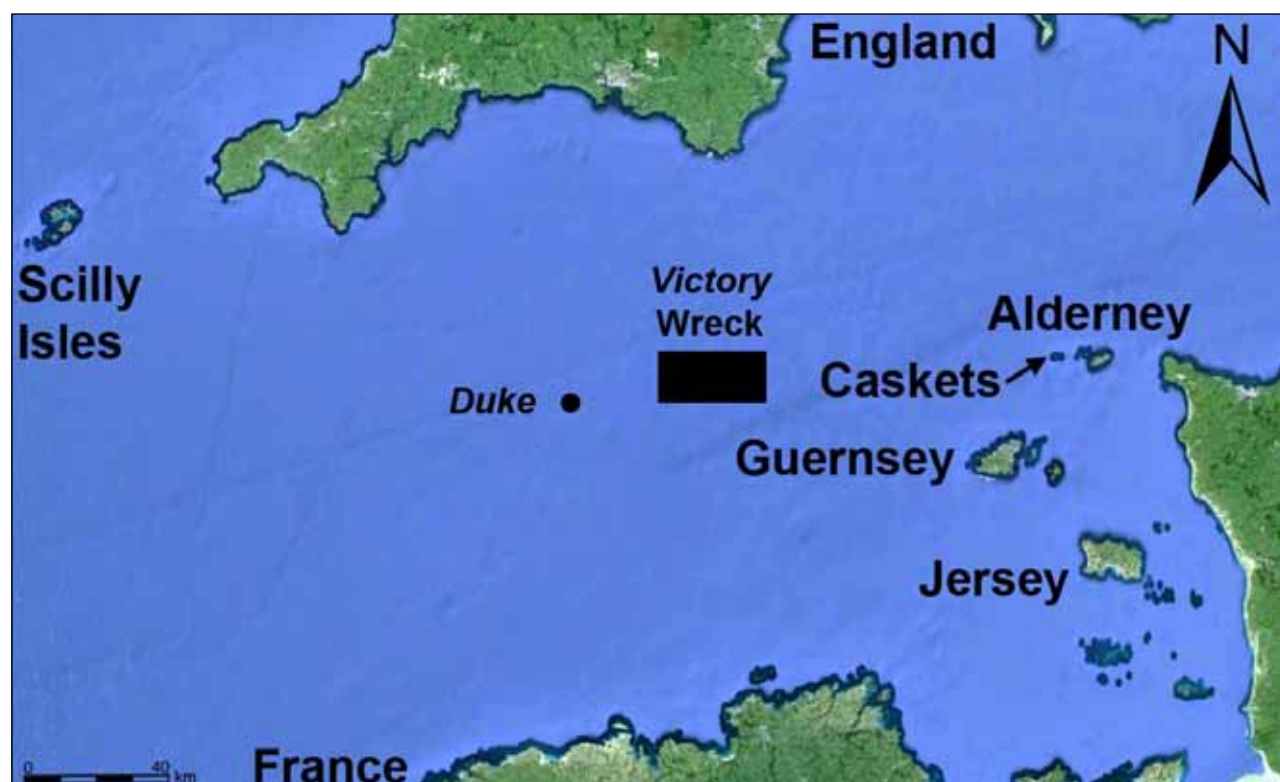 England
N
Scilly
Isles
Victory
Wreck
Alderney
Caskets
Duke
Guernsey
Jersey
France
0 40 km